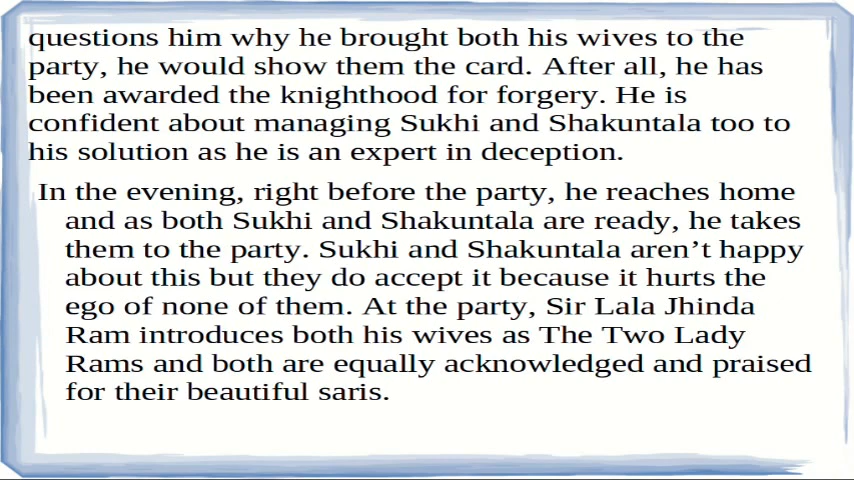 questions him why he brought both his wives to the
party, he would show them the card. After all, he has
been awarded the knighthood for forgery. He is
confident about managing Sukhi and Shakuntala too to
his solution as he is an expert in deception.
In the evening, right before the party, he reaches home
and as both Sukhi and Shakuntala are ready, he takes
them to the party. Sukhi and Shakuntala aren’t happy
about this but they do accept it because it hurts the
ego of none of them. At the party, Sir Lala Jhinda
Ram introduces both his wives as The Two Lady
Rams and both are equally acknowledged and praised
for their beautiful saris.